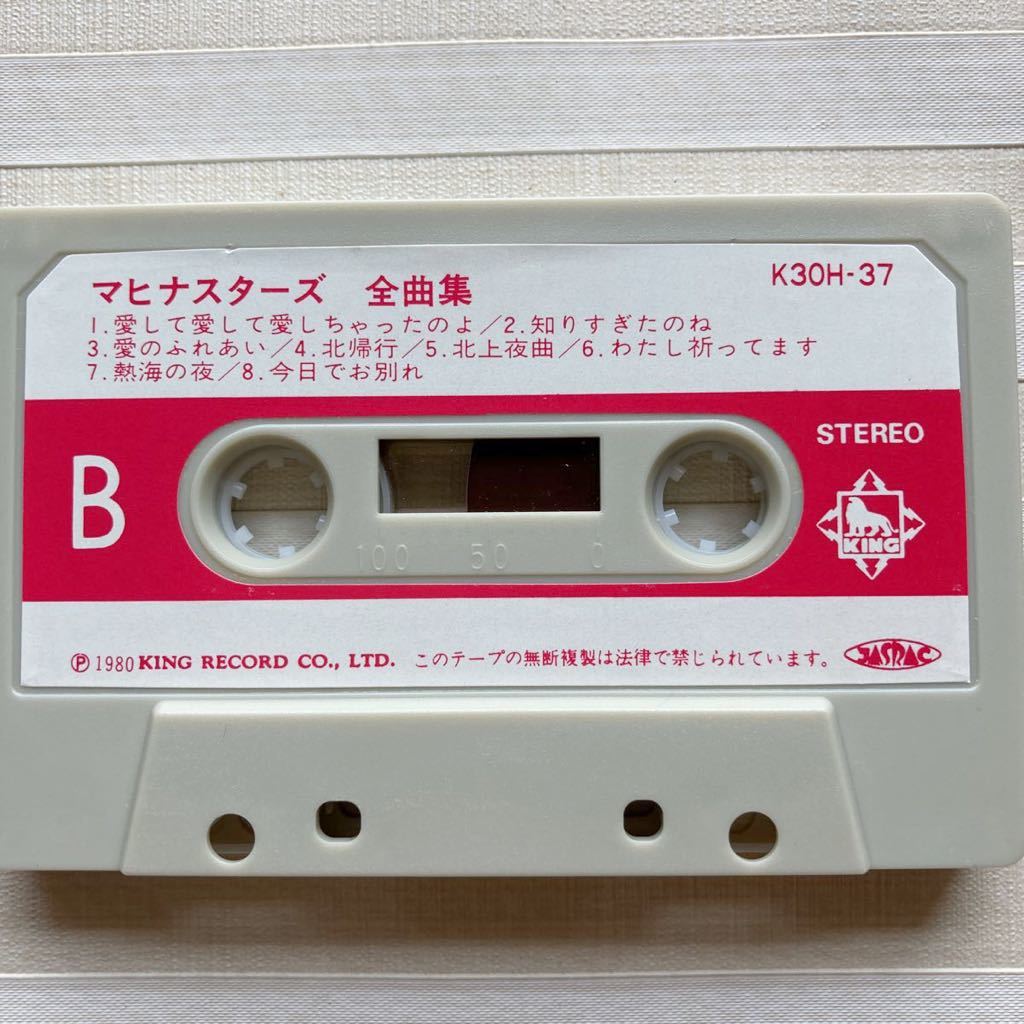 マヒナスターズ 全曲集 K30H-37
1.愛して愛して愛しちゃったのよ/2.知りすぎたのね
3.愛のふれあい/4.北帰行/5.北上夜曲/6.わたし祈ってます
7.熱海の夜/8.今日でお別れ
STEREO
B
KING
100 50 0
℗1980 KING RECORD CO., LTD. このテープの無断複製は法律で禁じられています。 JASRAC